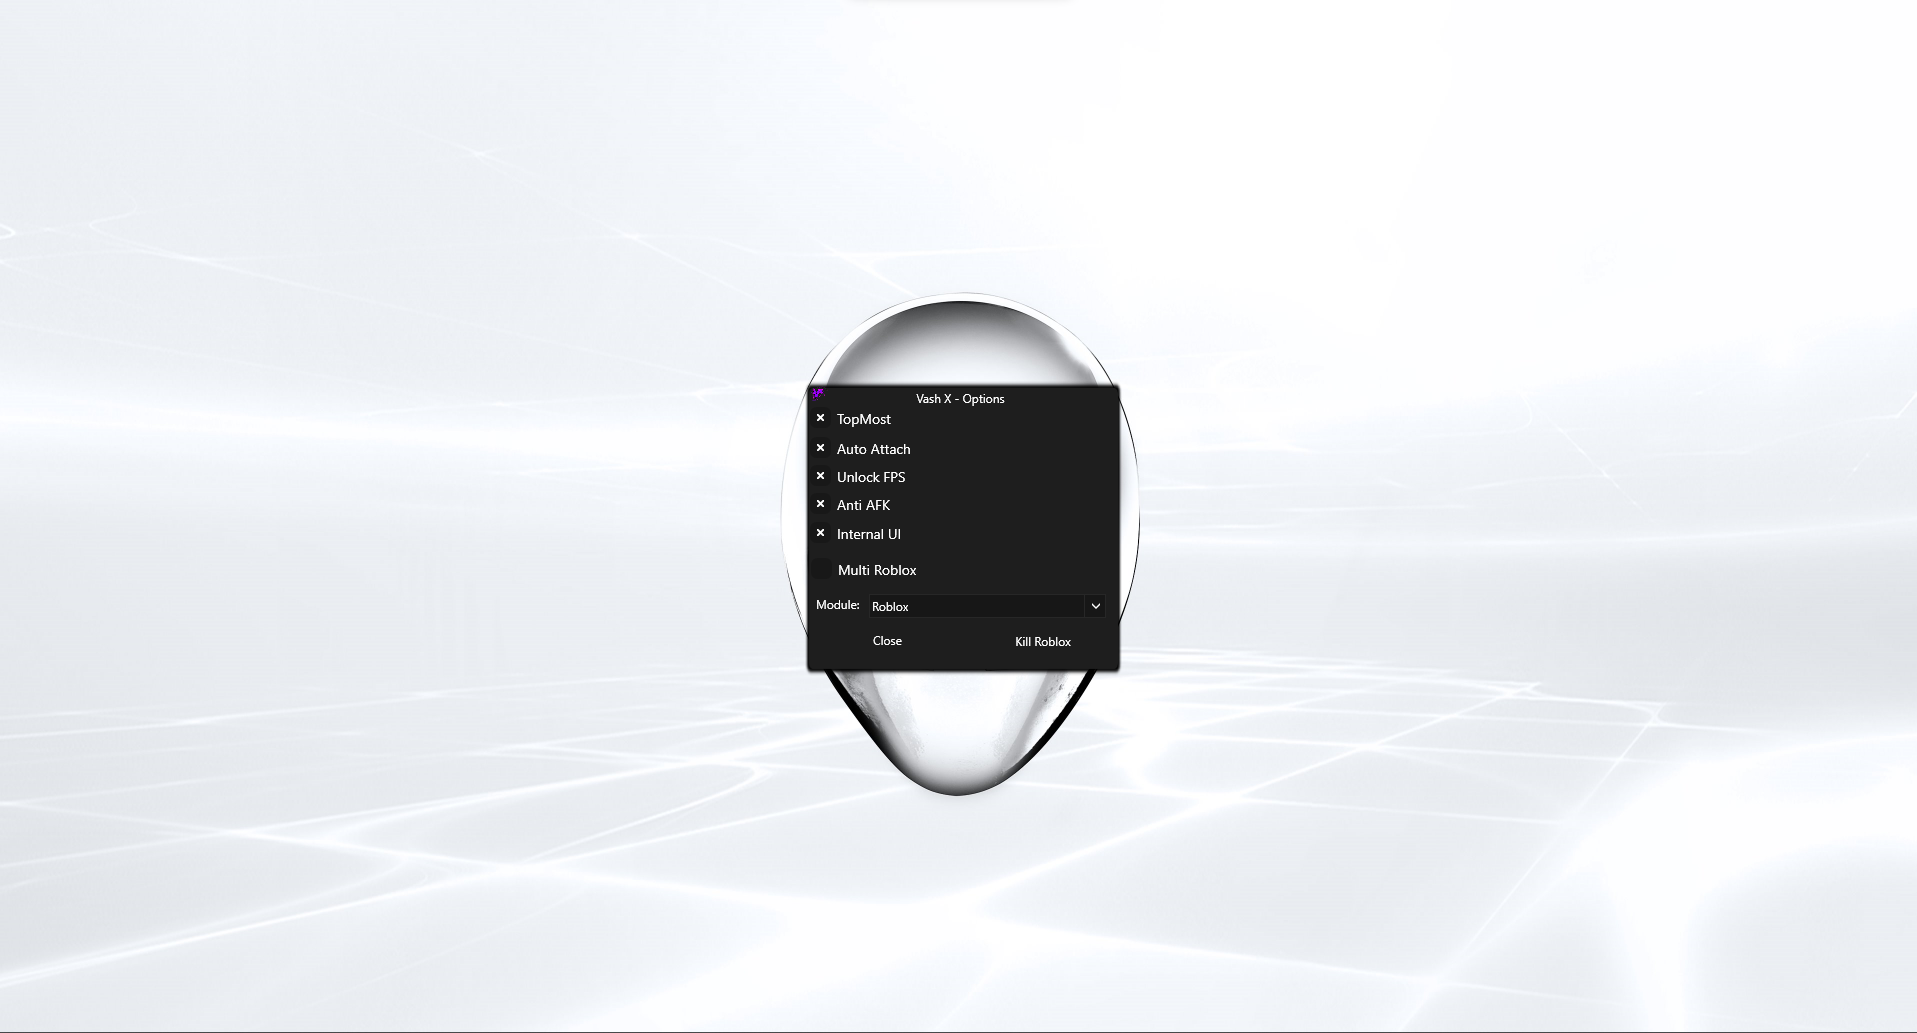 Vash X - Options
TopMost
Auto Attach
Unlock FPS
Anti AFK
Internal UI
Multi Roblox
Module: Roblox
Close Kill Roblox